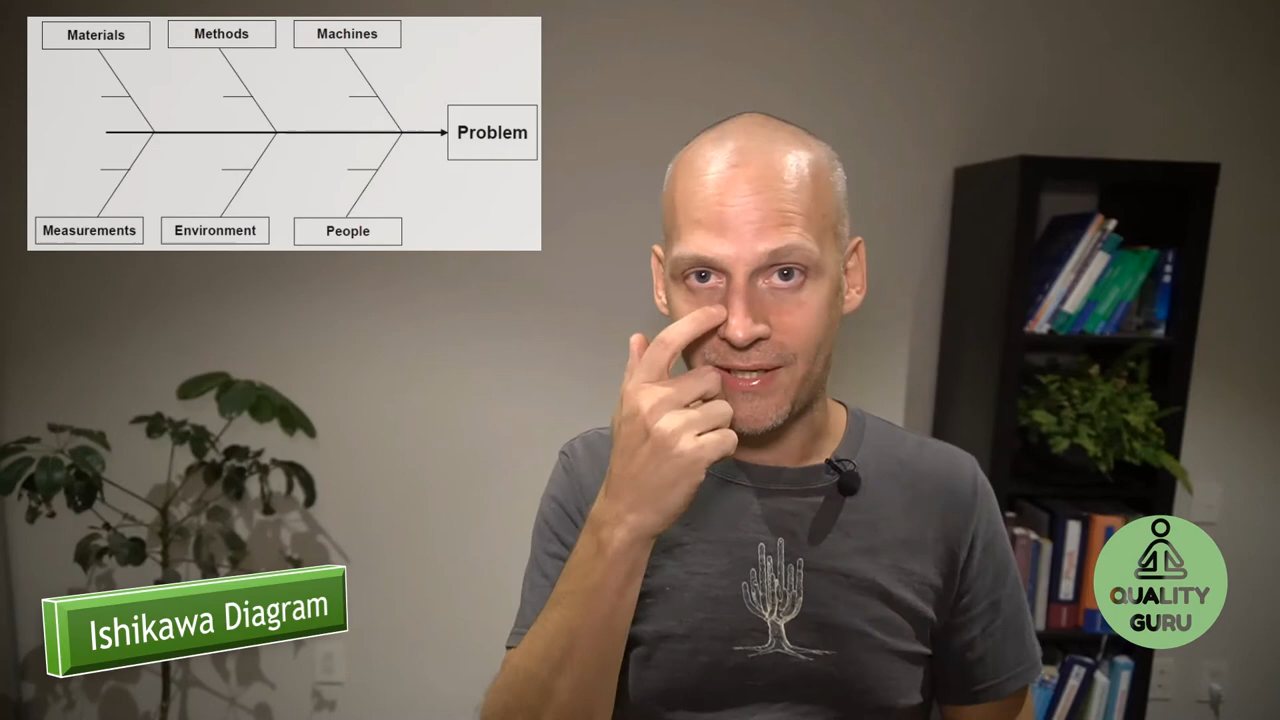 Materials
Methods
Machines
Problem
Measurements
Environment
People
Ishikawa Diagram
QUALITY
GURU